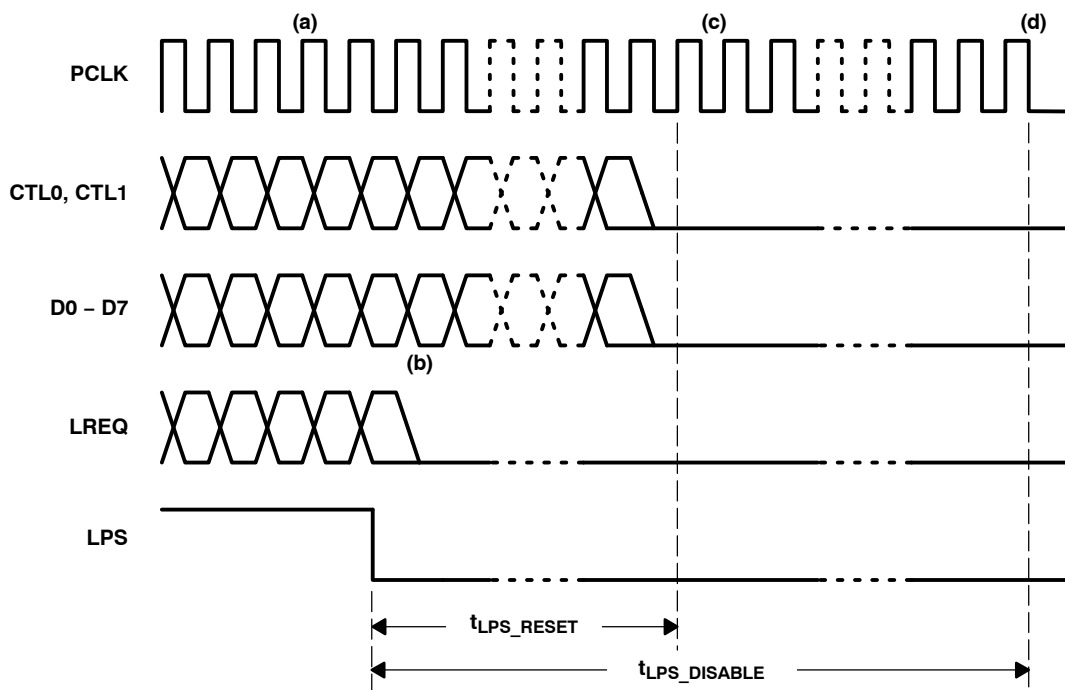 (a) (c) (d)
PCLK
CTL0, CTL1
D0 – D7
(b)
LREQ
LPS
tLPS_RESET
tLPS_DISABLE